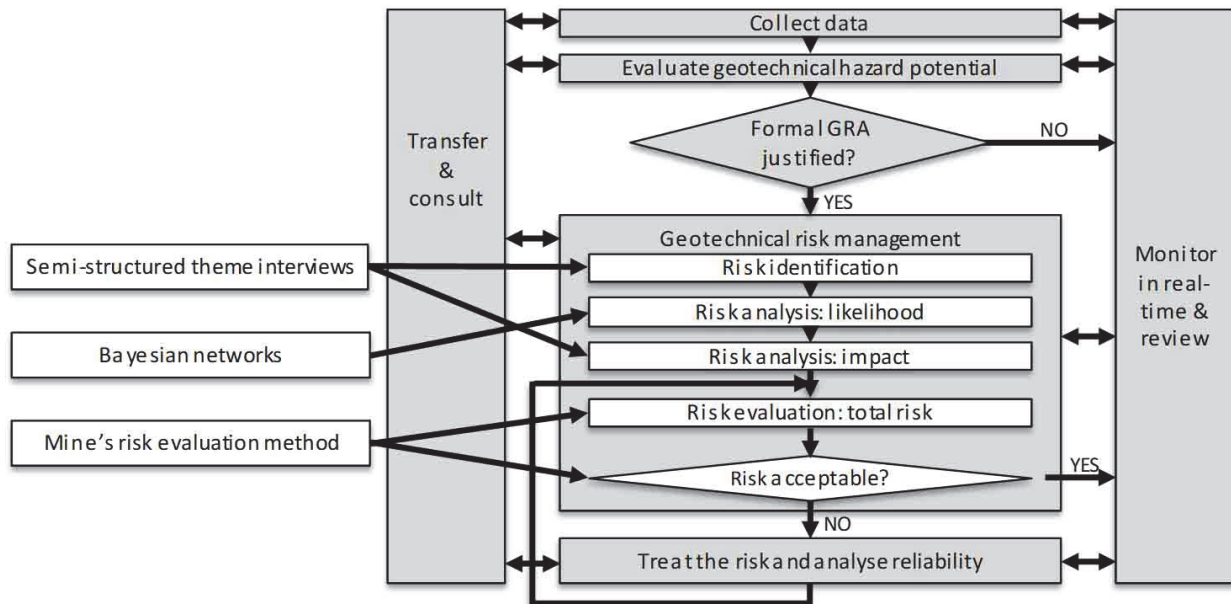 Collect data
Evaluate geotechnical hazard potential
Formal GRA
justified?
NO
YES
Transfer
&
consult
Geotechnical risk management
Semi-structured theme interviews
Risk identification
Monitor
in real-
time &
review
Risk analysis: likelihood
Bayesian networks
Risk analysis: impact
Risk evaluation: total risk
Mine's risk evaluation method
Risk acceptable?
YES
NO
Treat the risk and analyse reliability